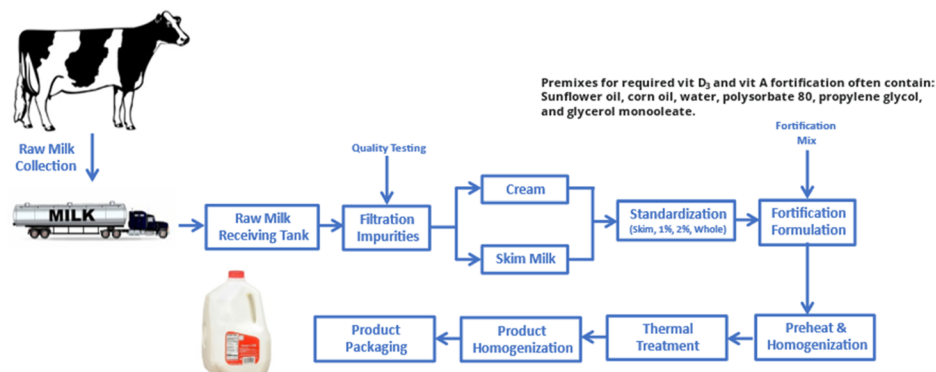 Premixes for required vit D3 and vit A fortification often contain:
Sunflower oil, corn oil, water, polysorbate 80, propylene glycol,
and glycerol monooleate.
Raw Milk
Collection
Quality Testing
Fortification
Mix
MILK
Raw Milk
Receiving Tank
Filtration
Impurities
Cream
Skim Milk
Standardization
(Skim, 1%, 2%, Whole)
Fortification
Formulation
Preheat &
Homogenization
Thermal
Treatment
Product
Homogenization
Product
Packaging